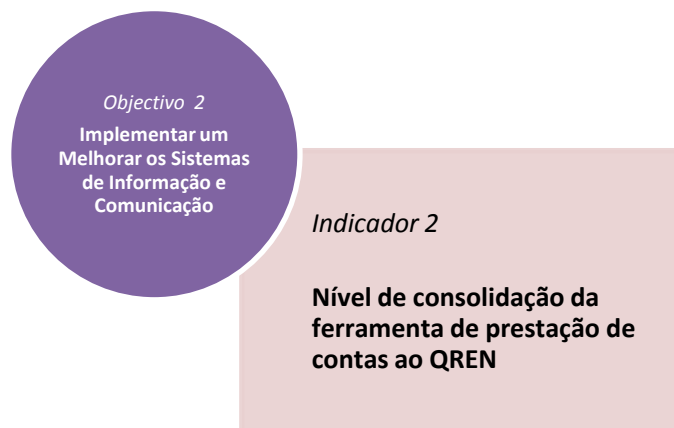 Objectivo 2
Implementar um
Melhorar os Sistemas
de Informação e
Comunicação
Indicador 2
Nível de consolidação da
ferramenta de prestação de
contas ao QREN